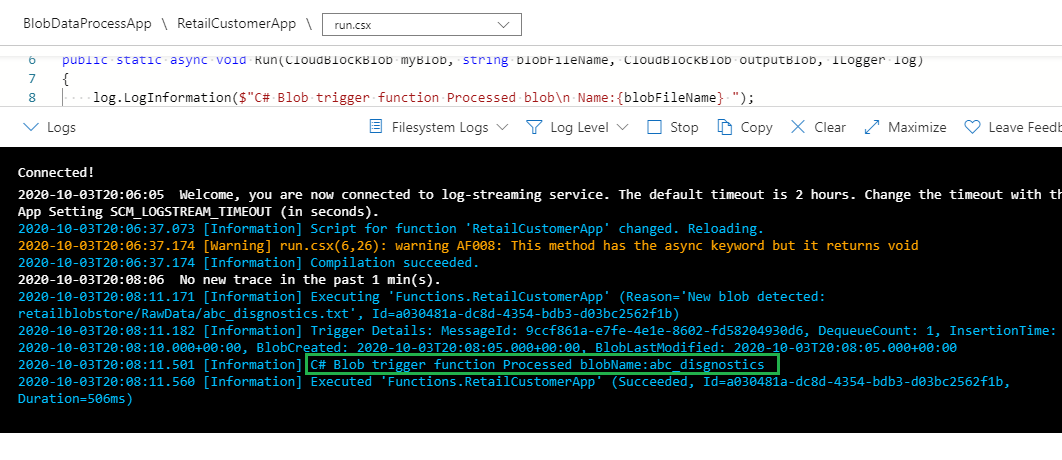 BlobDataProcessApp \ RetailCustomerApp \ run.csx
6 public static async void Run(CloudBlockBlob myBlob, string blobFileName, CloudBlockBlob outputBlob, ILogger log)
7 {
8 log.LogInformation($"C# Blob trigger function Processed blob\n Name:{blobFileName} ");
Logs Filesystem Logs Log Level Stop Copy Clear Maximize Leave Feedb
Connected!
2020-10-03T20:06:05 Welcome, you are now connected to log-streaming service. The default timeout is 2 hours. Change the timeout with th
App Setting SCM_LOGSTREAM_TIMEOUT (in seconds).
2020-10-03T20:06:37.073 [Information] Script for function 'RetailCustomerApp' changed. Reloading.
2020-10-03T20:06:37.174 [Warning] run.csx(6,26): warning AF008: This method has the async keyword but it returns void
2020-10-03T20:06:37.174 [Information] Compilation succeeded.
2020-10-03T20:08:06 No new trace in the past 1 min(s).
2020-10-03T20:08:11.171 [Information] Executing 'Functions.RetailCustomerApp' (Reason='New blob detected:
retailblobstore/RawData/abc_disgnostics.txt', Id=a030481a-dc8d-4354-bdb3-d03bc2562f1b)
2020-10-03T20:08:11.182 [Information] Trigger Details: MessageId: 9ccf861a-e7fe-4e1e-8602-fd58204930d6, DequeueCount: 1, InsertionTime:
2020-10-03T20:08:10.000+00:00, BlobCreated: 2020-10-03T20:08:05.000+00:00, BlobLastModified: 2020-10-03T20:08:05.000+00:00
2020-10-03T20:08:11.501 [Information] C# Blob trigger function Processed blobName:abc_disgnostics
2020-10-03T20:08:11.560 [Information] Executed 'Functions.RetailCustomerApp' (Succeeded, Id=a030481a-dc8d-4354-bdb3-d03bc2562f1b,
Duration=506ms)